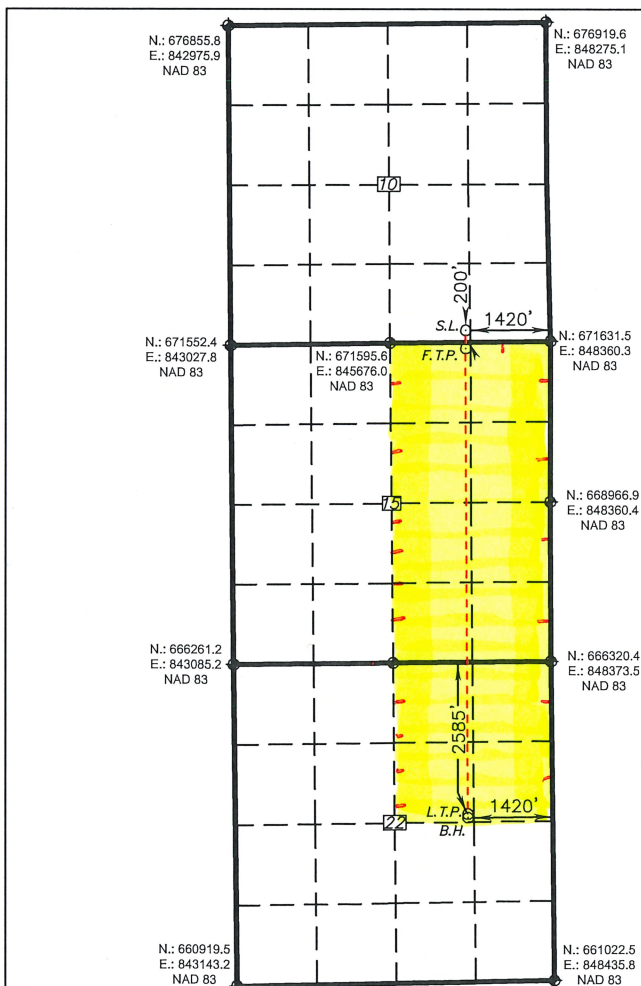 N.: 676855.8
E.: 842975.9
NAD 83
N.: 676919.6
E.: 848275.1
NAD 83
10
200'
S.L.
1420'
N.: 671552.4
E.: 843027.8
NAD 83
N.: 671595.6
E.: 845676.0
NAD 83
F.T.P.
N.: 671631.5
E.: 848360.3
NAD 83
15
N.: 668966.9
E.: 848360.4
NAD 83
N.: 666261.2
E.: 843085.2
NAD 83
N.: 666320.4
E.: 848373.5
NAD 83
2585'
L.T.P.
1420'
B.H.
22
N.: 660919.5
E.: 843143.2
NAD 83
N.: 661022.5
E.: 848435.8
NAD 83